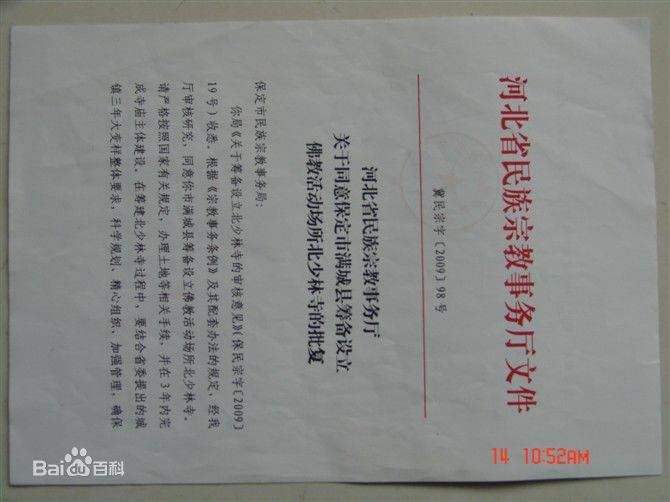 河北省民族宗教事务厅文件
冀民宗字〔2009〕98号
河北省民族宗教事务厅
关于同意保定市满城县筹备设立
佛教活动场所北少林寺的批复
保定市民族宗教事务局：
你局《关于筹备设立北少林寺的审核意见》（保民宗字〔2009〕
19号）收悉。根据《宗教事务条例》及其配套办法的规定，经我
厅审核研究，同意你市满城县筹备设立佛教活动场所北少林寺。
请严格按照国家有关规定，办理土地等相关手续，并在3年内完
成寺庙主体建设。在筹建北少林寺过程中，要结合省委提出的城
镇三年大变样整体要求，科学规划、精心组织、加强管理，确保
14 10:52AM
Bai百科